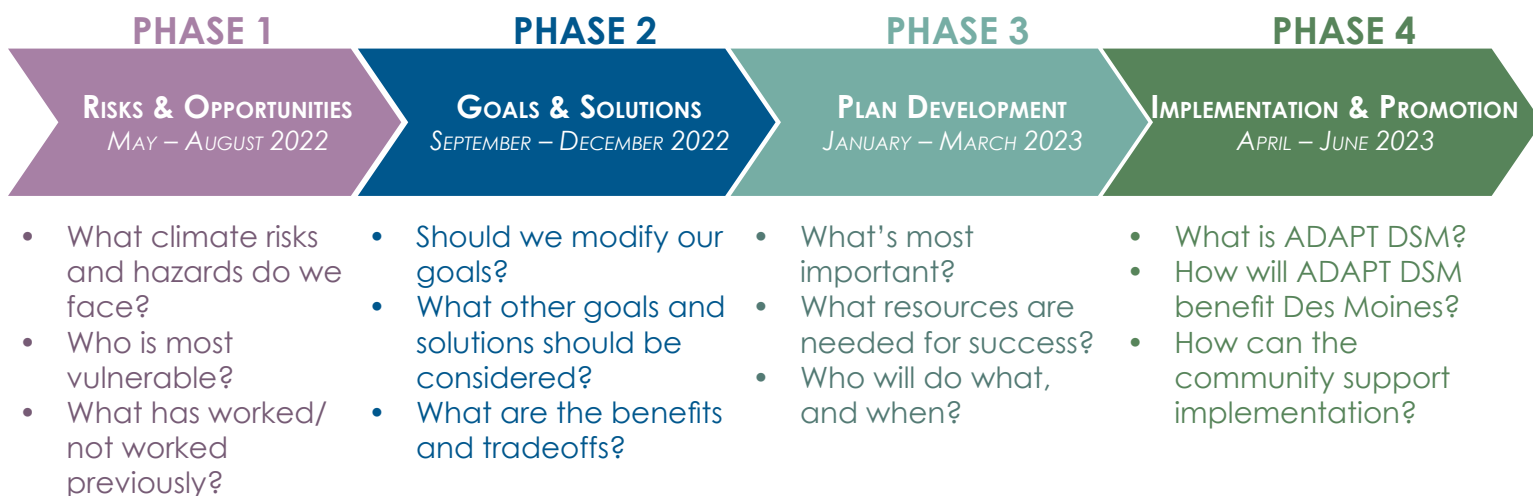 PHASE 1
RISKS & OPPORTUNITIES
MAY – AUGUST 2022
• What climate risks
and hazards do we
face?
• Who is most
vulnerable?
• What has worked/
not worked
previously?
PHASE 2
GOALS & SOLUTIONS
SEPTEMBER – DECEMBER 2022
• Should we modify our
goals?
• What other goals and
solutions should be
considered?
• What are the benefits
and tradeoffs?
PHASE 3
PLAN DEVELOPMENT
JANUARY – MARCH 2023
• What’s most
important?
• What resources are
needed for success?
• Who will do what,
and when?
PHASE 4
IMPLEMENTATION & PROMOTION
APRIL – JUNE 2023
• What is ADAPT DSM?
• How will ADAPT DSM
benefit Des Moines?
• How can the
community support
implementation?